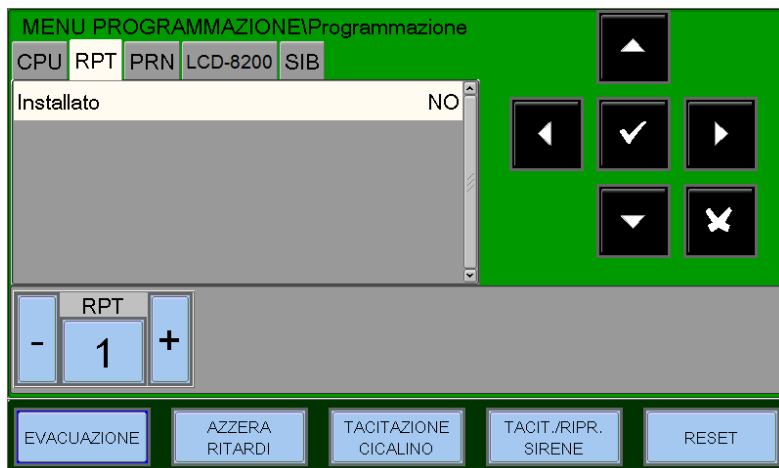 MENU PROGRAMMAZIONE\Programmazione
CPU RPT PRN LCD-8200 SIB
Installato NO
RPT
- 1 +
EVACUAZIONE
AZZERA
RITARDI
TACITAZIONE
CICALINO
TACIT./RIPR.
SIRENE
RESET